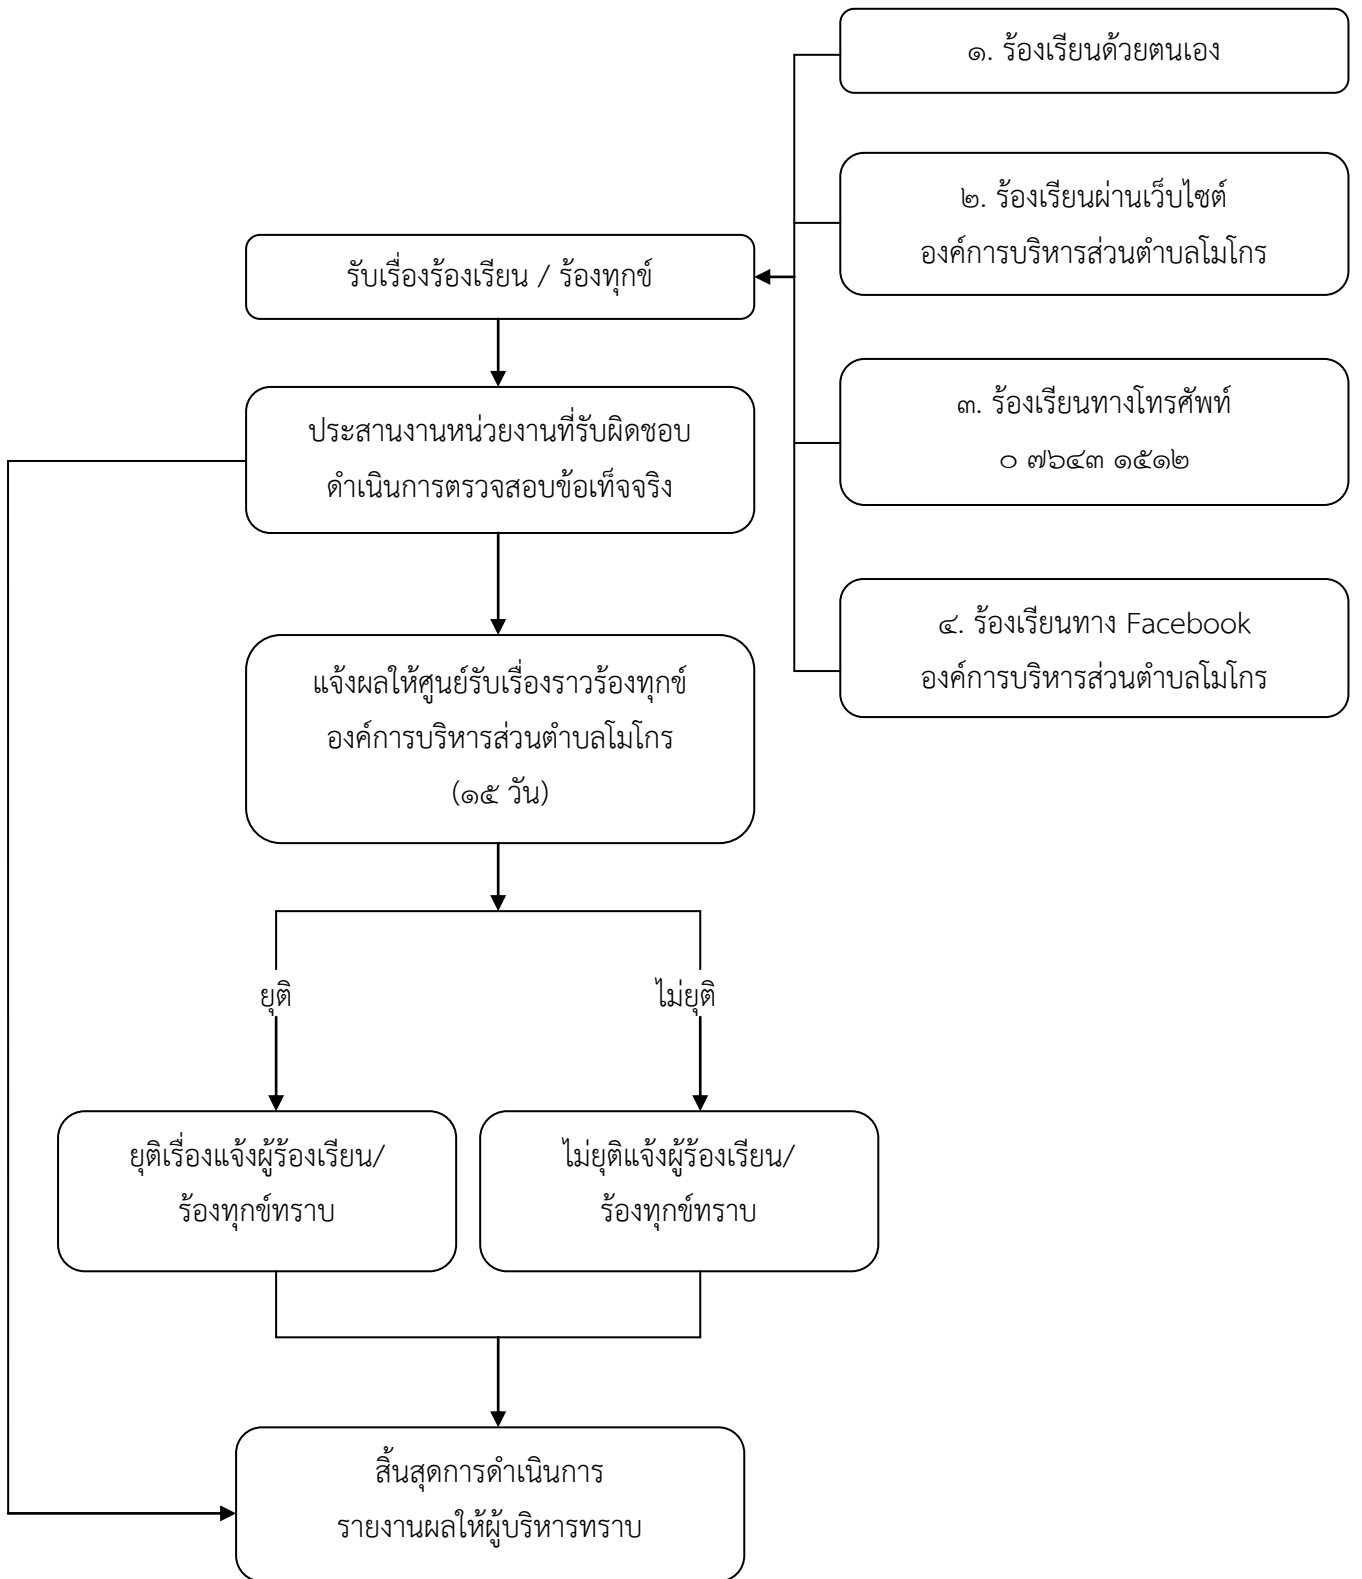 ๑. ร้องเรียนด้วยตนเอง
๒. ร้องเรียนผ่านเว็บไซต์
องค์การบริหารส่วนตำบลโมโกร
รับเรื่องร้องเรียน / ร้องทุกข์
๓. ร้องเรียนทางโทรศัพท์
๐ ๗๖๔๓ ๑๕๑๒
ประสานงานหน่วยงานที่รับผิดชอบ
ดำเนินการตรวจสอบข้อเท็จจริง
๔. ร้องเรียนทาง Facebook
องค์การบริหารส่วนตำบลโมโกร
แจ้งผลให้ศูนย์รับเรื่องราวร้องทุกข์
องค์การบริหารส่วนตำบลโมโกร
(๑๕ วัน)
ยุติ
ไม่ยุติ
ยุติเรื่องแจ้งผู้ร้องเรียน/
ร้องทุกข์ทราบ
ไม่ยุติแจ้งผู้ร้องเรียน/
ร้องทุกข์ทราบ
สิ้นสุดการดำเนินการ
รายงานผลให้ผู้บริหารทราบ